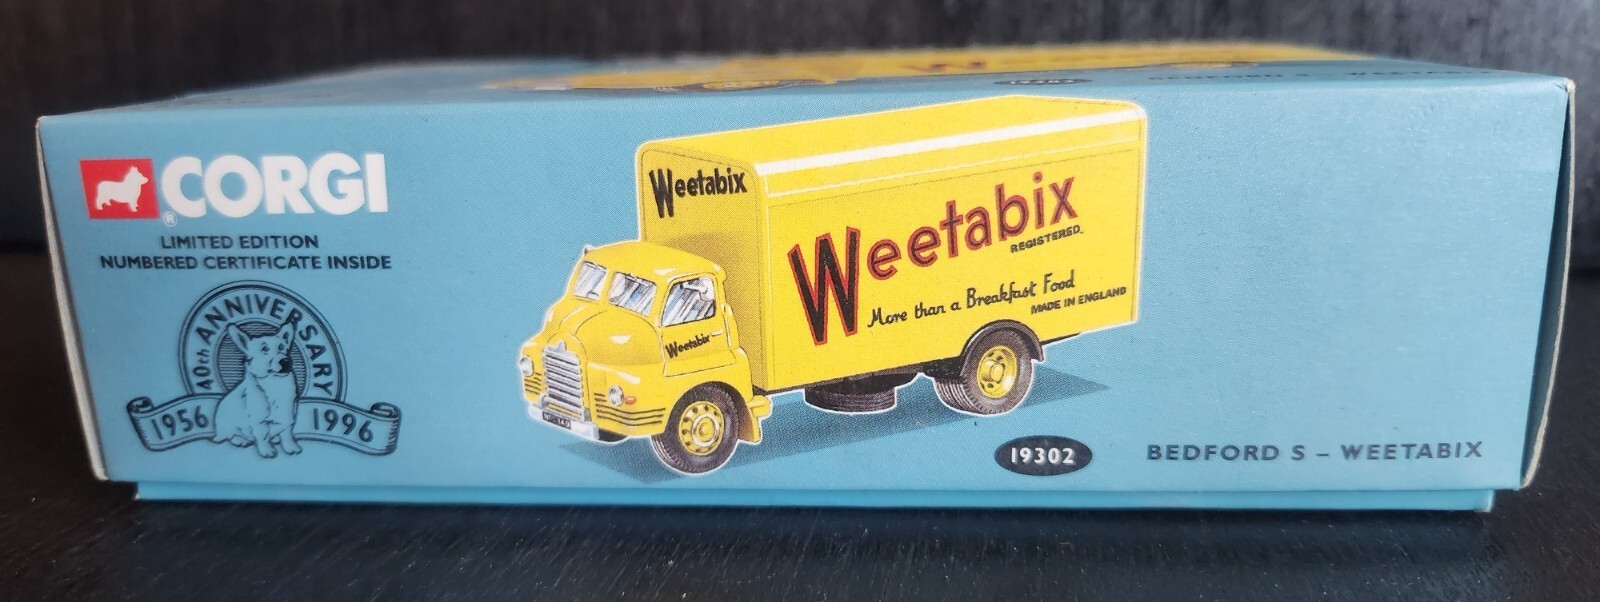 CORGI
®
LIMITED EDITION
NUMBERED CERTIFICATE INSIDE
40th ANNIVERSARY
1956 1996
Weetabix
Weetabix
REGISTERED
More than a Breakfast Food
MADE IN ENGLAND
Weetabix
19302
BEDFORD S – WEETABIX